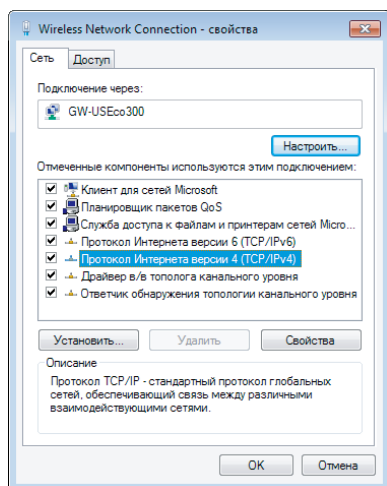 Wireless Network Connection - свойства
Сеть
Доступ
Подключение через:
GW-USEco300
Настроить...
Отмеченные компоненты используются этим подключением:
Клиент для сетей Microsoft
Планировщик пакетов QoS
Служба доступа к файлам и принтерам сетей Micro...
Протокол Интернета версии 6 (TCP/IPv6)
Протокол Интернета версии 4 (TCP/IPv4)
Драйвер в/в тополога канального уровня
Ответчик обнаружения топологии канального уровня
Установить...
Удалить
Свойства
Описание
Протокол TCP/IP - стандартный протокол глобальных
сетей, обеспечивающий связь между различными
взаимодействующими сетями.
OK
Отмена